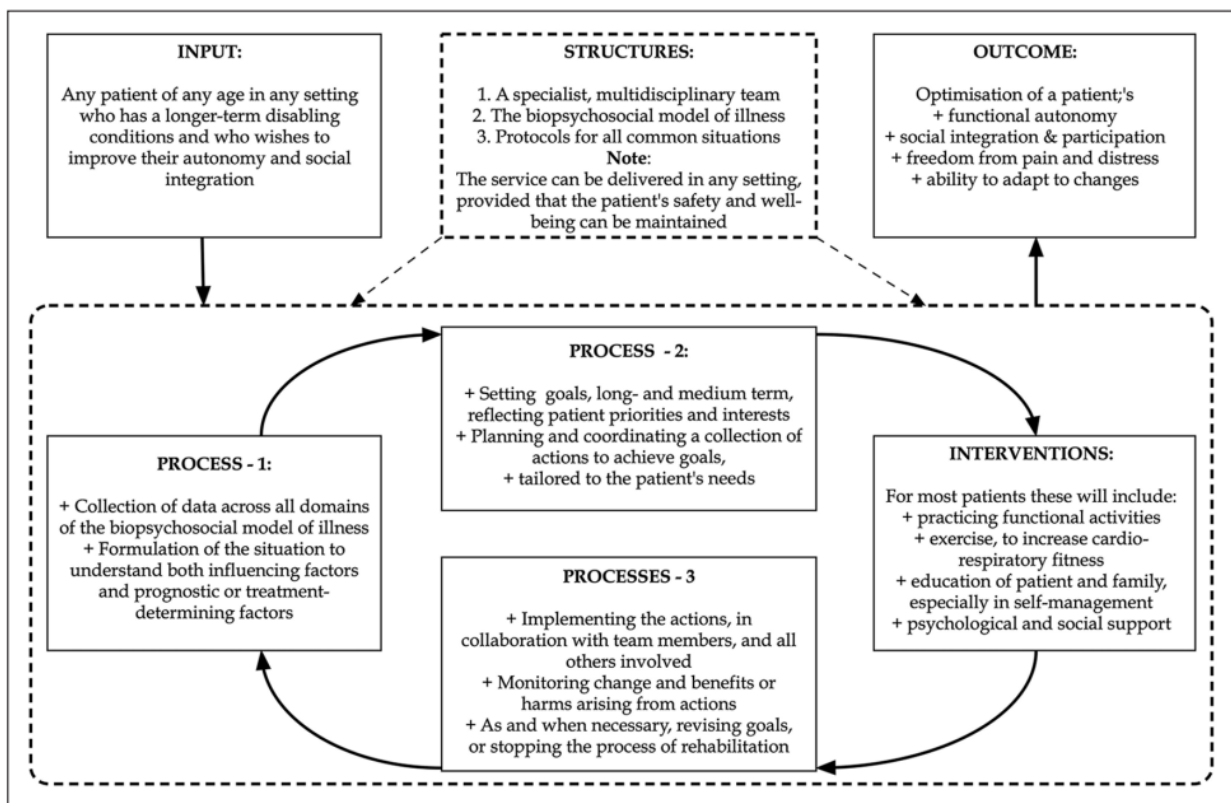 INPUT:
Any patient of any age in any setting
who has a longer-term disabling
conditions and who wishes to
improve their autonomy and social
integration
STRUCTURES:
1. A specialist, multidisciplinary team
2. The biopsychosocial model of illness
3. Protocols for all common situations
Note:
The service can be delivered in any setting,
provided that the patient's safety and well-
being can be maintained
OUTCOME:
Optimisation of a patient;'s
+ functional autonomy
+ social integration & participation
+ freedom from pain and distress
+ ability to adapt to changes
PROCESS - 1:
+ Collection of data across all domains
of the biopsychosocial model of illness
+ Formulation of the situation to
understand both influencing factors
and prognostic or treatment-
determining factors
PROCESS - 2:
+ Setting goals, long- and medium term,
reflecting patient priorities and interests
+ Planning and coordinating a collection of
actions to achieve goals,
+ tailored to the patient's needs
INTERVENTIONS:
For most patients these will include:
+ practicing functional activities
+ exercise, to increase cardio-
respiratory fitness
+ education of patient and family,
especially in self-management
+ psychological and social support
PROCESSES - 3
+ Implementing the actions, in
collaboration with team members, and all
others involved
+ Monitoring change and benefits or
harms arising from actions
+ As and when necessary, revising goals,
or stopping the process of rehabilitation